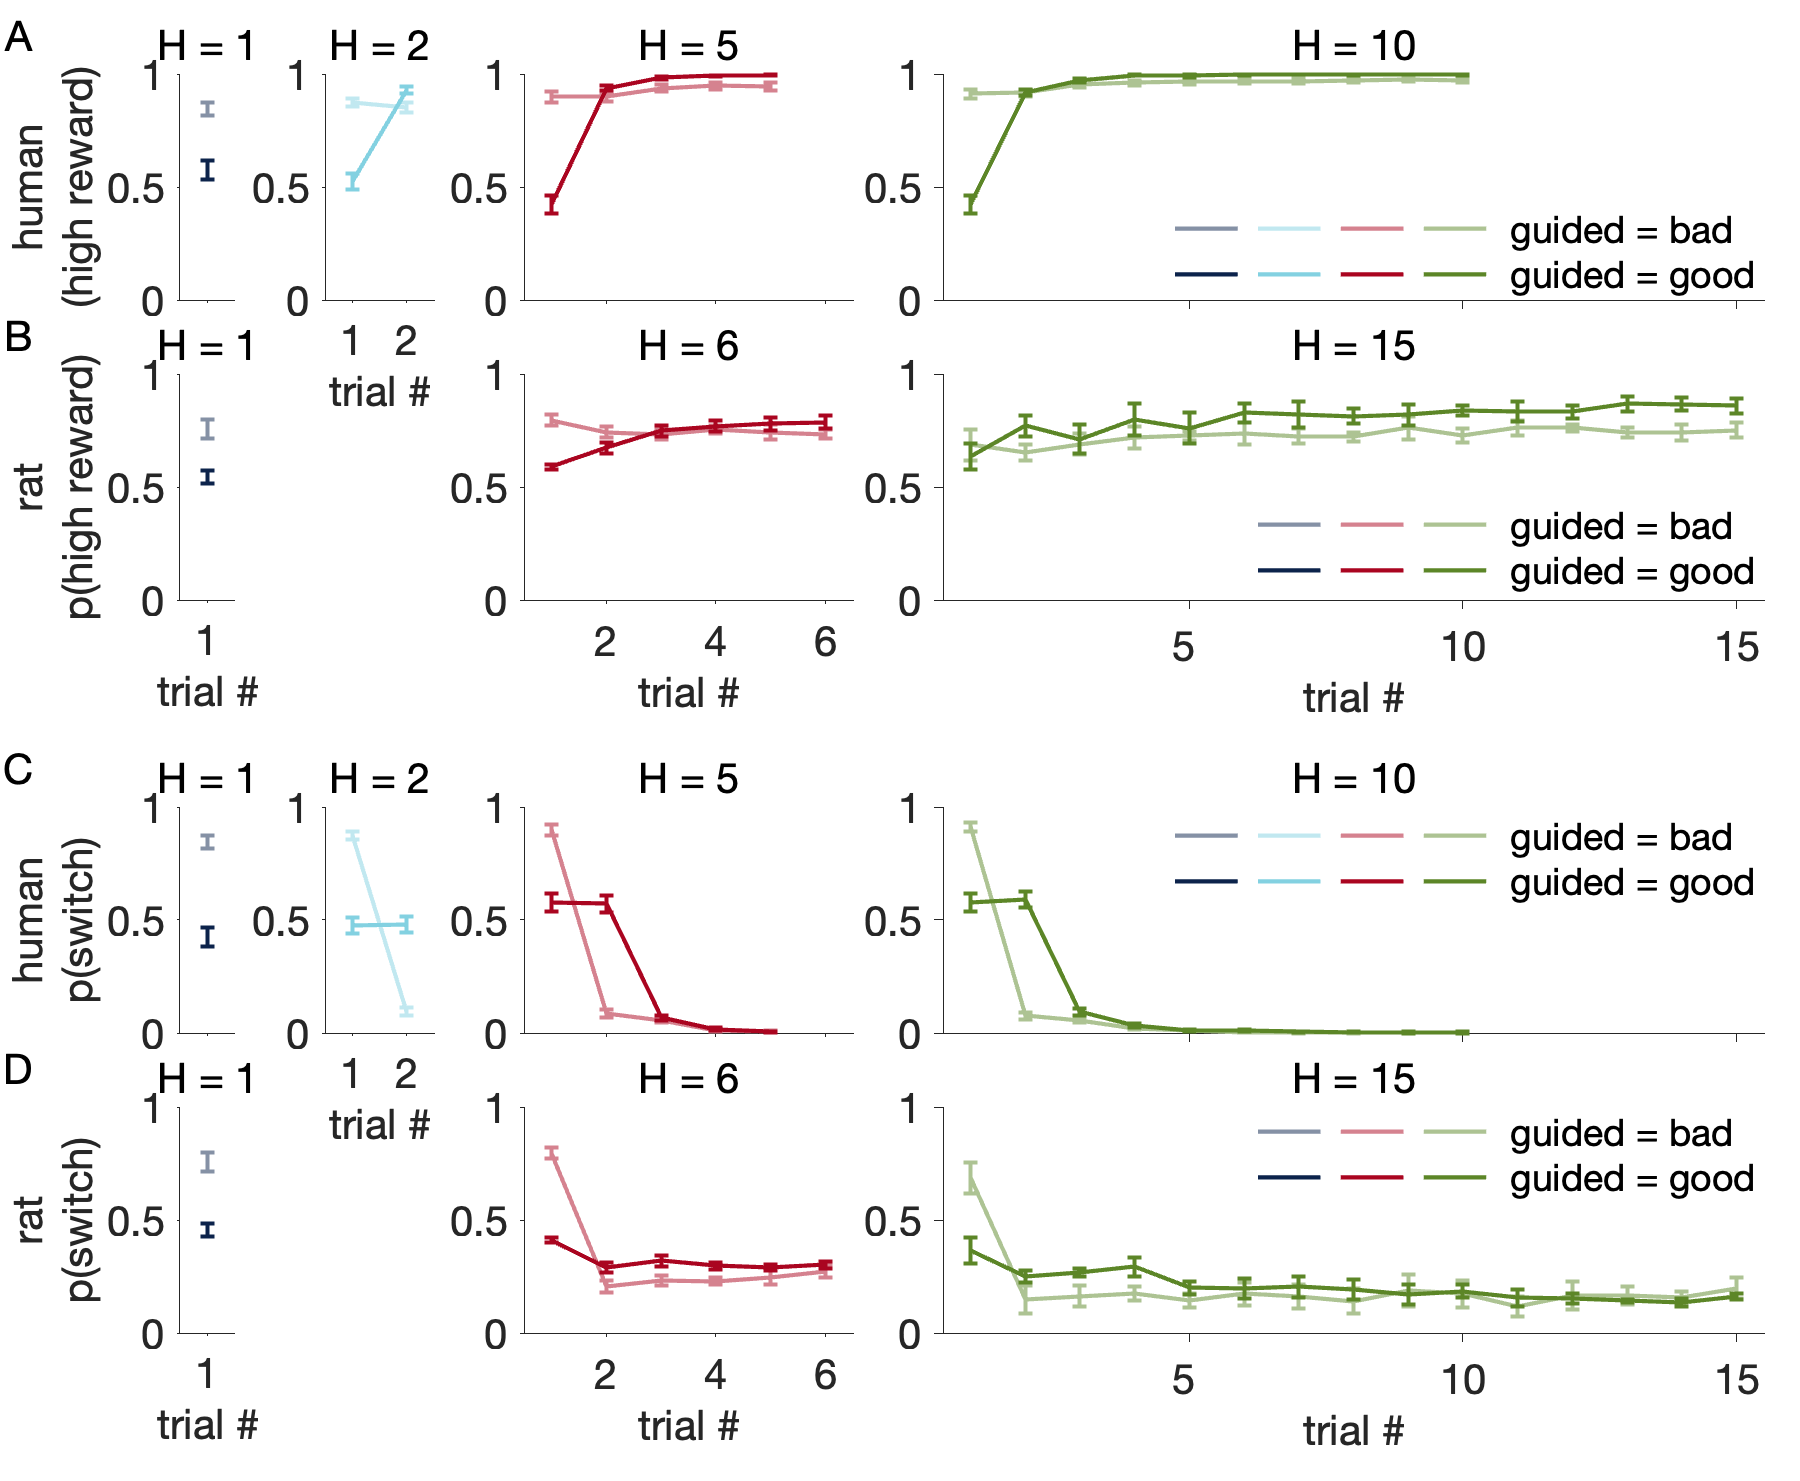 A
H = 1
H = 2
H = 5
H = 10
human
(high reward)
1
0.5
0
1
0.5
0
1
0.5
0
1
0.5
0
guided = bad
guided = good
1 2
trial #
B
H = 1
H = 6
H = 15
rat
p(high reward)
1
0.5
0
1
0.5
0
1
0.5
0
guided = bad
guided = good
1
trial #
2 4 6
trial #
5 10 15
trial #
C
H = 1
H = 2
H = 5
H = 10
human
p(switch)
1
0.5
0
1
0.5
0
1
0.5
0
1
0.5
0
guided = bad
guided = good
1 2
trial #
D
H = 1
H = 6
H = 15
rat
p(switch)
1
0.5
0
1
0.5
0
1
0.5
0
guided = bad
guided = good
1
trial #
2 4 6
trial #
5 10 15
trial #